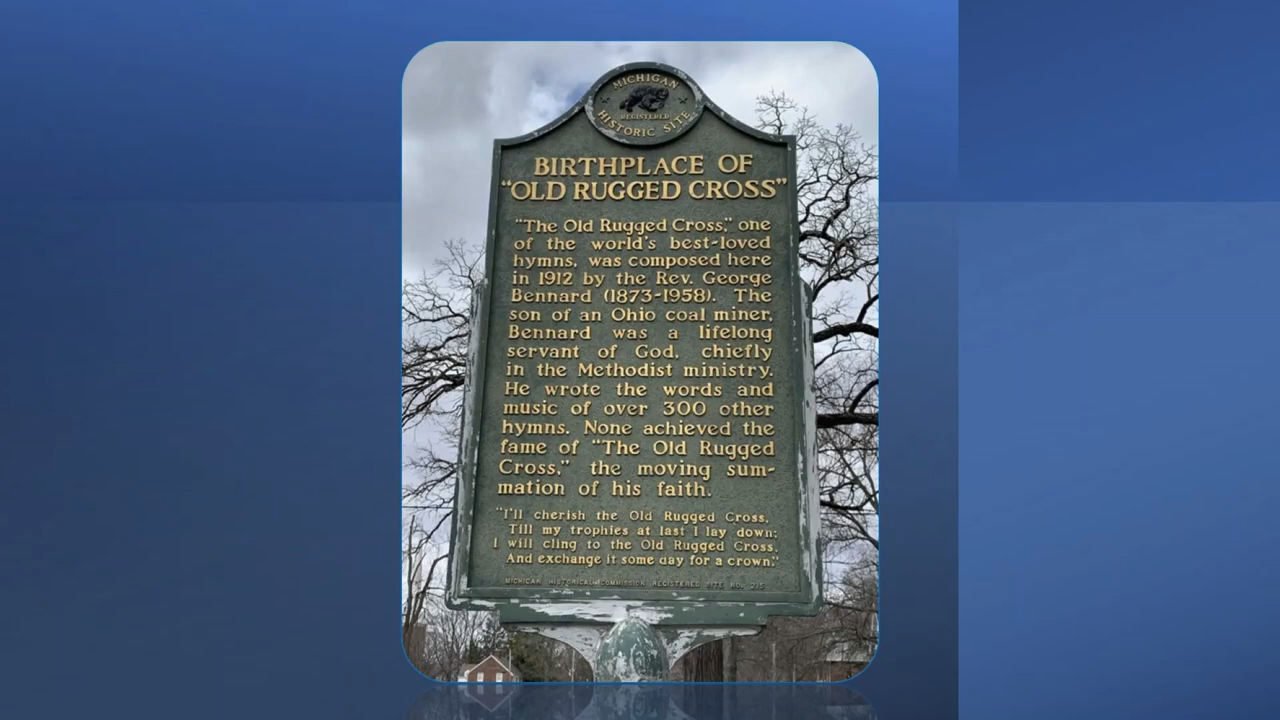 MICHIGAN
REGISTERED
HISTORIC SITE
BIRTHPLACE OF
"OLD RUGGED CROSS"
"The Old Rugged Cross," one
of the world's best-loved
hymns, was composed here
in 1912 by the Rev. George
Bennard (1873-1958). The
son of an Ohio coal miner,
Bennard was a lifelong
servant of God, chiefly
in the Methodist ministry.
He wrote the words and
music of over 300 other
hymns. None achieved the
fame of "The Old Rugged
Cross," the moving sum-
mation of his faith.
"I'll cherish the Old Rugged Cross,
Till my trophies at last I lay down;
I will cling to the Old Rugged Cross,
And exchange it some day for a crown."
MICHIGAN HISTORICAL COMMISSION REGISTERED SITE NO. 215